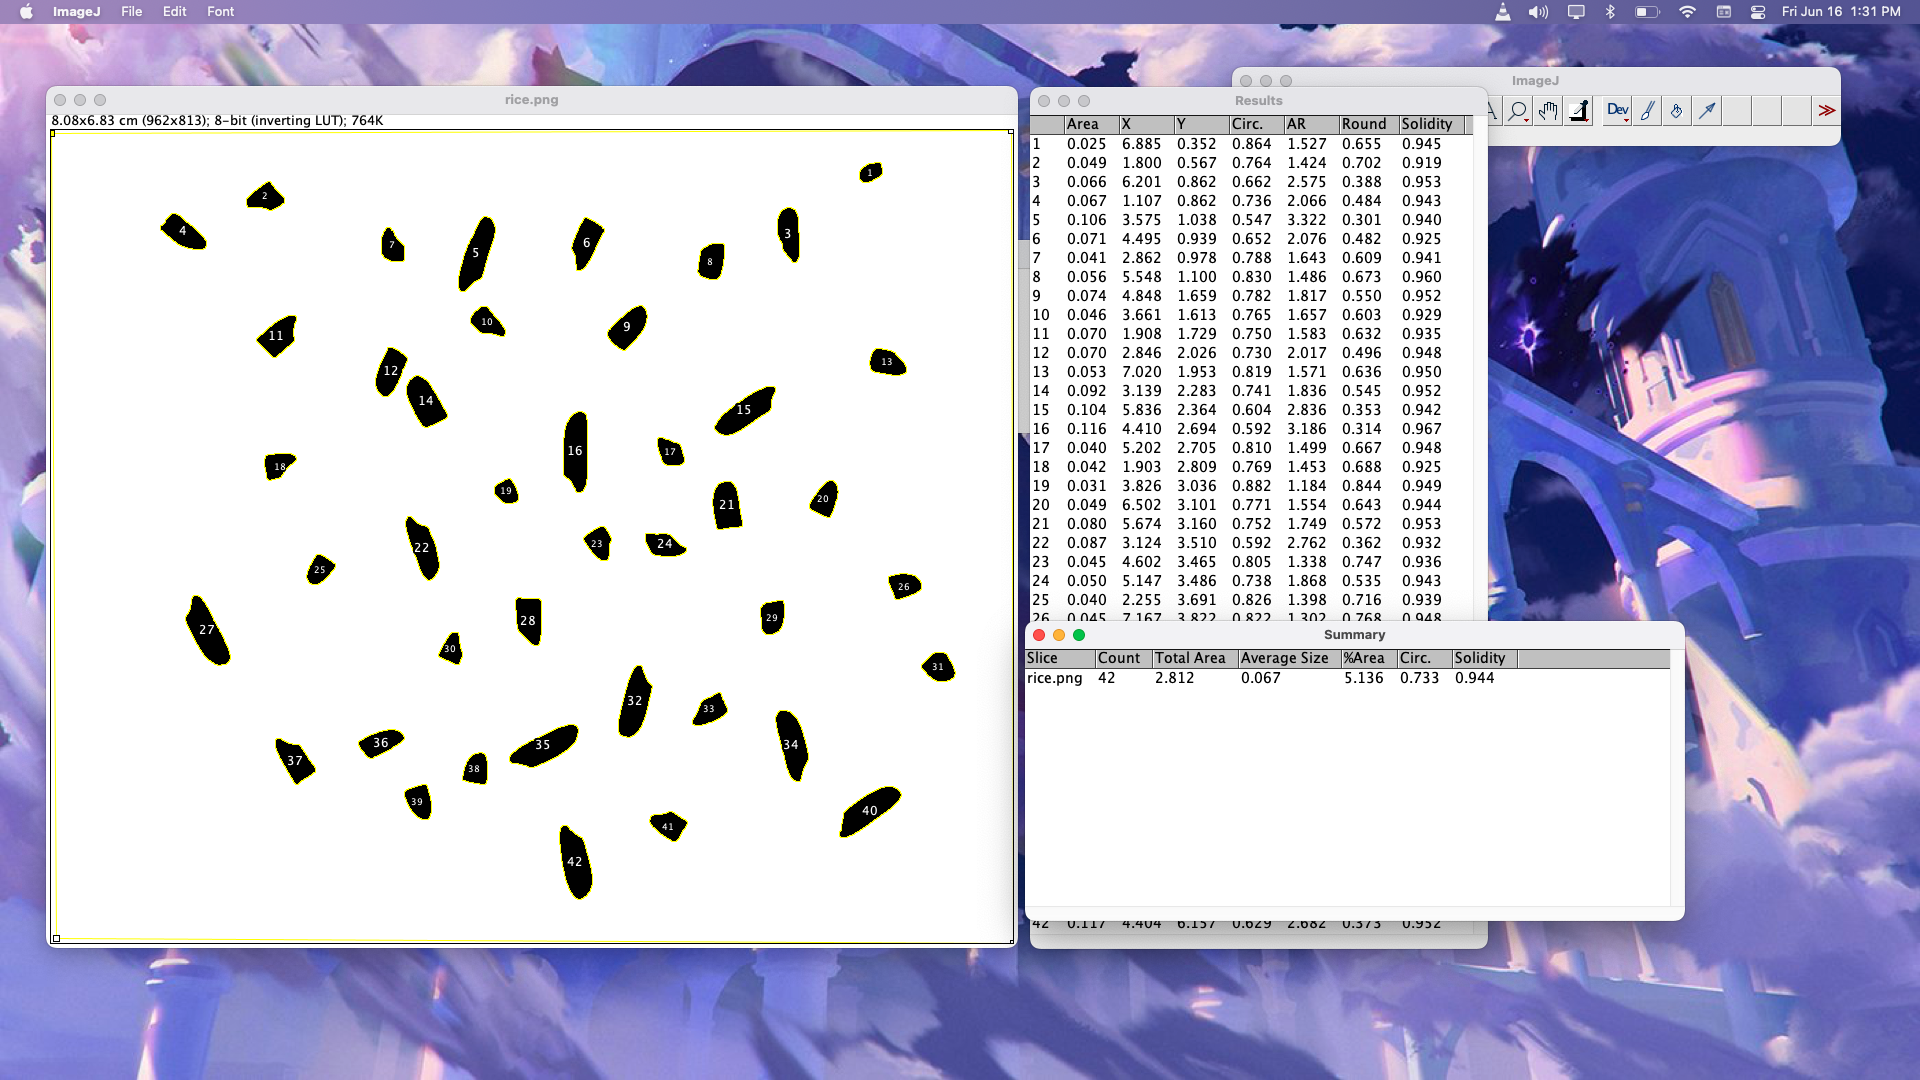 ImageJ File Edit Font Fri Jun 16 1:31 PM
rice.png
8.08x6.83 cm (962x813); 8-bit (inverting LUT); 764K
1
2
3
4
5
6
7
8
9
10
11
12
13
14
15
16
17
18
19
20
21
22
23
24
25
26
27
28
29
30
31
32
33
34
35
36
37
38
39
40
41
42
ImageJ
Dev
Results
Area X Y Circ. AR Round Solidity
1 0.025 6.885 0.352 0.864 1.527 0.655 0.945
2 0.049 1.800 0.567 0.764 1.424 0.702 0.919
3 0.066 6.201 0.862 0.662 2.575 0.388 0.953
4 0.067 1.107 0.862 0.736 2.066 0.484 0.943
5 0.106 3.575 1.038 0.547 3.322 0.301 0.940
6 0.071 4.495 0.939 0.652 2.076 0.482 0.925
7 0.041 2.862 0.978 0.788 1.643 0.609 0.941
8 0.056 5.548 1.100 0.830 1.486 0.673 0.960
9 0.074 4.848 1.659 0.782 1.817 0.550 0.952
10 0.046 3.661 1.613 0.765 1.657 0.603 0.929
11 0.070 1.908 1.729 0.750 1.583 0.632 0.935
12 0.070 2.846 2.026 0.730 2.017 0.496 0.948
13 0.053 7.020 1.953 0.819 1.571 0.636 0.950
14 0.092 3.139 2.283 0.741 1.836 0.545 0.952
15 0.104 5.836 2.364 0.604 2.836 0.353 0.942
16 0.116 4.410 2.694 0.592 3.186 0.314 0.967
17 0.040 5.202 2.705 0.810 1.499 0.667 0.948
18 0.042 1.903 2.809 0.769 1.453 0.688 0.925
19 0.031 3.826 3.036 0.882 1.184 0.844 0.949
20 0.049 6.502 3.101 0.771 1.554 0.643 0.944
21 0.080 5.674 3.160 0.752 1.749 0.572 0.953
22 0.087 3.124 3.510 0.592 2.762 0.362 0.932
23 0.045 4.602 3.465 0.805 1.338 0.747 0.936
24 0.050 5.147 3.486 0.738 1.868 0.535 0.943
25 0.040 2.255 3.691 0.826 1.398 0.716 0.939
26 0.045 7.167 3.822 0.822 1.302 0.768 0.948
Summary
Slice Count Total Area Average Size %Area Circ. Solidity
rice.png 42 2.812 0.067 5.136 0.733 0.944
42 0.117 4.404 6.157 0.629 2.682 0.373 0.952